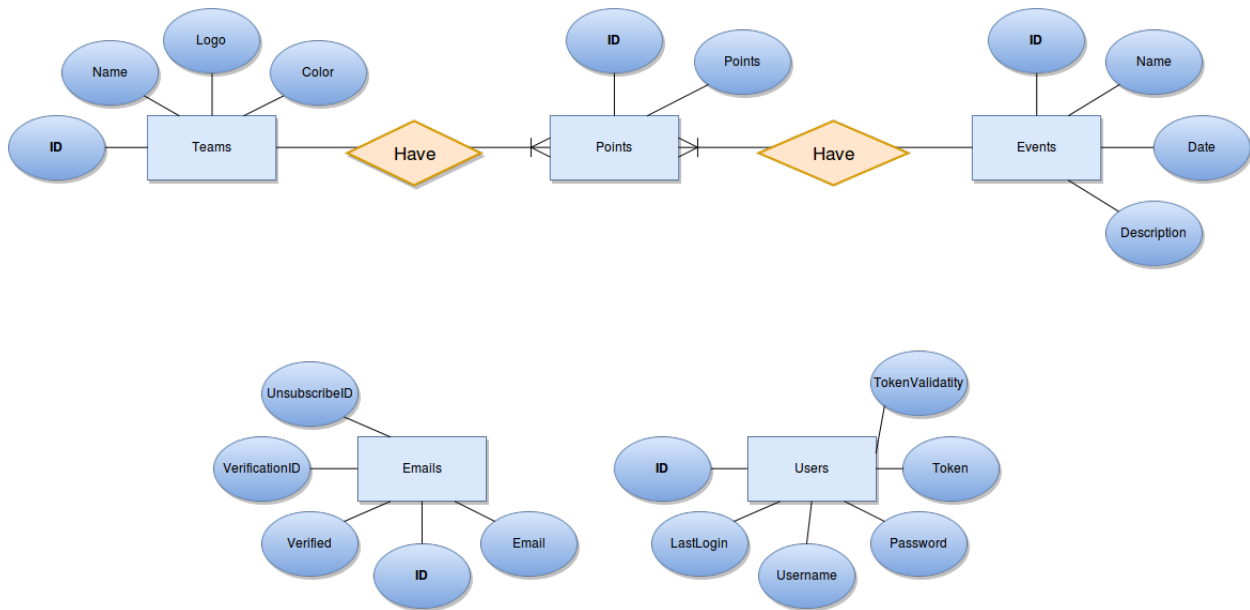 Logo
ID
ID
Name
Color
Points
Name
ID
Teams
Have
Points
Have
Events
Date
Description
TokenValidatity
UnsubscribeID
VerificationID
Emails
ID
Users
Token
Verified
Email
LastLogin
Password
ID
Username